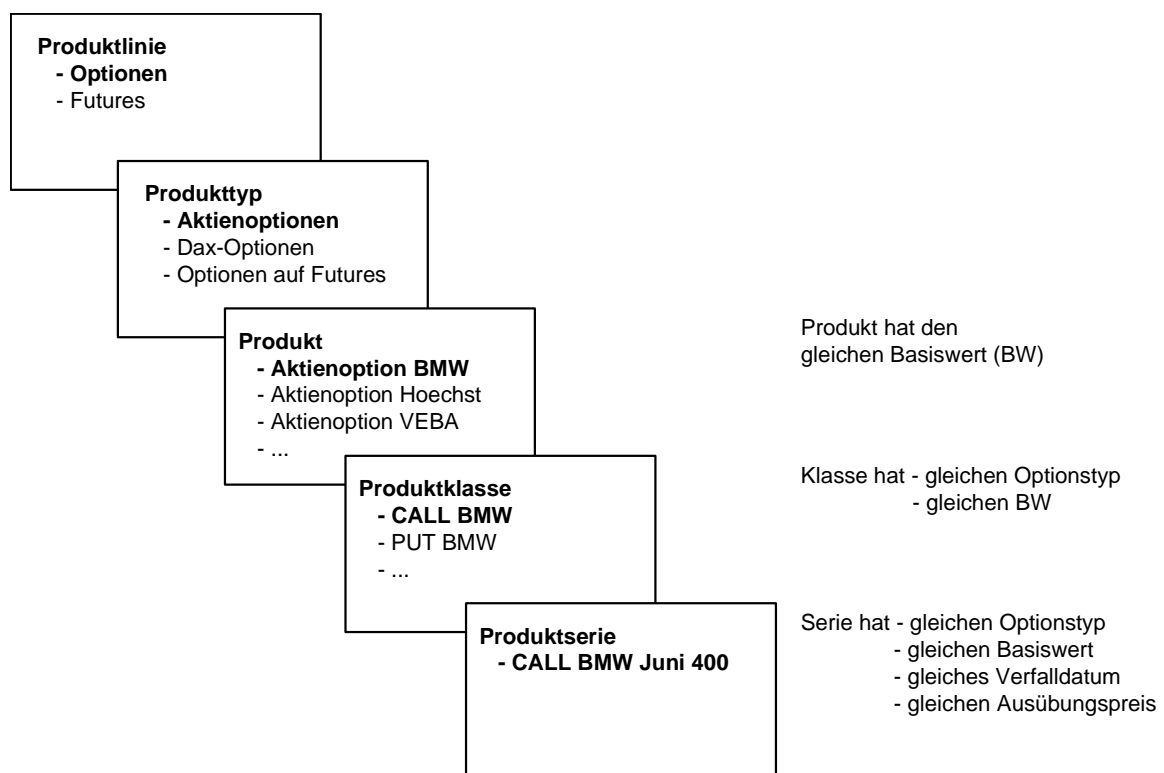 Produktlinie
- Optionen
- Futures
Produkttyp
- Aktienoptionen
- Dax-Optionen
- Optionen auf Futures
Produkt
- Aktienoption BMW
- Aktienoption Hoechst
- Aktienoption VEBA
- ...
Produkt hat den
gleichen Basiswert (BW)
Produktklasse
- CALL BMW
- PUT BMW
- ...
Klasse hat - gleichen Optionstyp
- gleichen BW
Produktserie
- CALL BMW Juni 400
Serie hat - gleichen Optionstyp
- gleichen Basiswert
- gleiches Verfalldatum
- gleichen Ausübungspreis